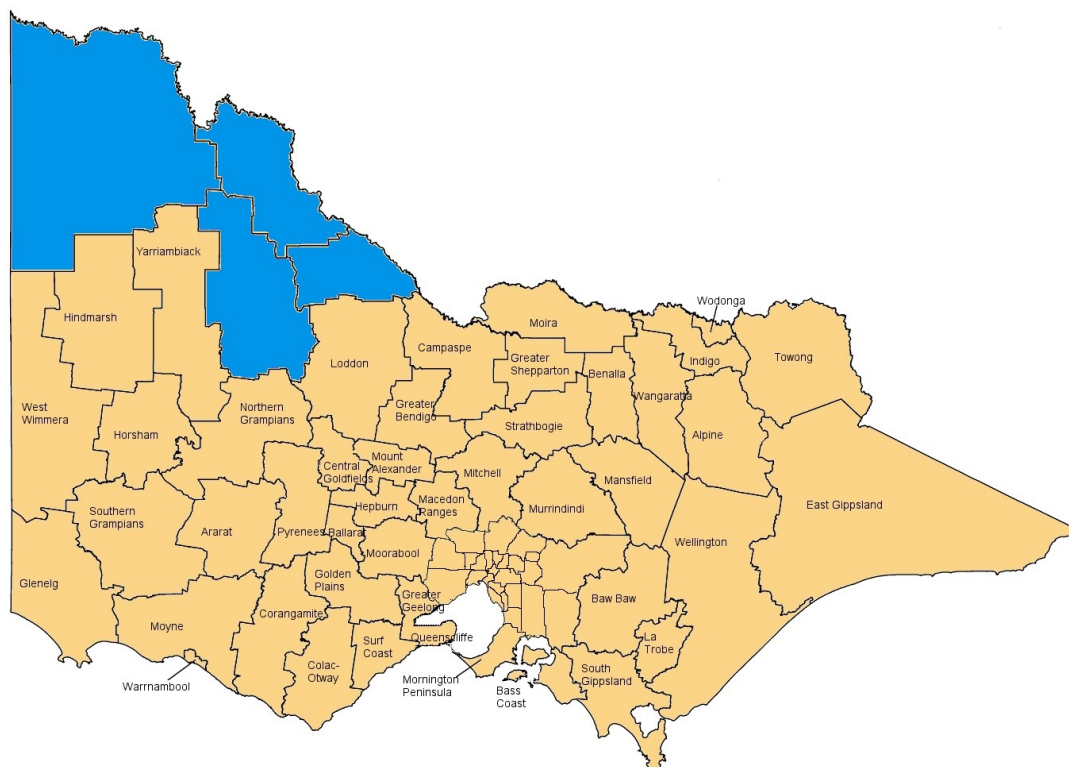 Yarriambiack
Wodonga
Hindmarsh
Moira
Campaspe
Greater
Shepparton
Indigo
Towong
Loddon
Benalla
West
Wimmera
Greater
Bendigo
Wangaratta
Northern
Grampians
Horsham
Strathbogie
Alpine
Mount
Alexander
Central
Goldfields
Mitchell
Mansfield
Southern
Grampians
Hepburn
Macedon
Ranges
Murrindindi
East Gippsland
Ararat
Pyrenees
Ballara
Wellington
Moorabool
Glenelg
Golden
Plains
Greater
Geelong
Baw Baw
Corangamite
Moyne
Queenscliffe
La
Trobe
Surf
Coast
Colac-
Otway
South
Gippsland
Warrnambool
Mornington
Peninsula
Bass
Coast